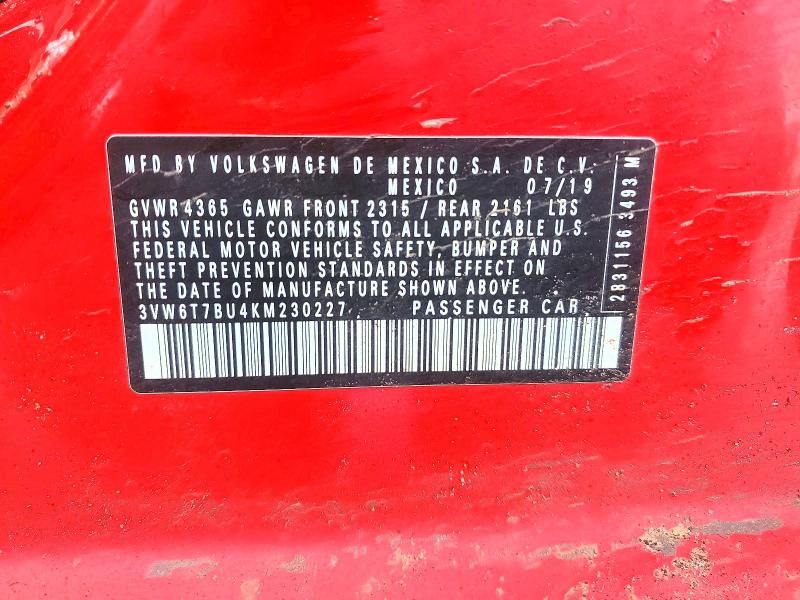 MFD BY VOLKSWAGEN DE MEXICO S.A. DE C.V.
MEXICO 07/19
GVWR 4365 GAWR FRONT 2315 / REAR 2161 LBS
THIS VEHICLE CONFORMS TO ALL APPLICABLE U.S.
FEDERAL MOTOR VEHICLE SAFETY, BUMPER AND
THEFT PREVENTION STANDARDS IN EFFECT ON
THE DATE OF MANUFACTURE SHOWN ABOVE.
3VW6T7BU4KM230227 PASSENGER CAR
2831156 3493 M